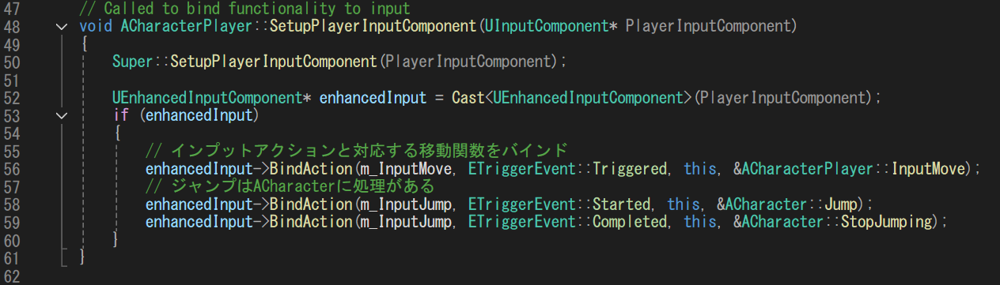 47 // Called to bind functionality to input
48 void ACharacterPlayer::SetupPlayerInputComponent(UInputComponent* PlayerInputComponent)
49 {
50 Super::SetupPlayerInputComponent(PlayerInputComponent);
51
52 UEnhancedInputComponent* enhancedInput = Cast<UEnhancedInputComponent>(PlayerInputComponent);
53 if (enhancedInput)
54 {
55 // インプットアクションと対応する移動関数をバインド
56 enhancedInput->BindAction(m_InputMove, ETriggerEvent::Triggered, this, &ACharacterPlayer::InputMove);
57 // ジャンプはACharacterに処理がある
58 enhancedInput->BindAction(m_InputJump, ETriggerEvent::Started, this, &ACharacter::Jump);
59 enhancedInput->BindAction(m_InputJump, ETriggerEvent::Completed, this, &ACharacter::StopJumping);
60 }
61 }
62